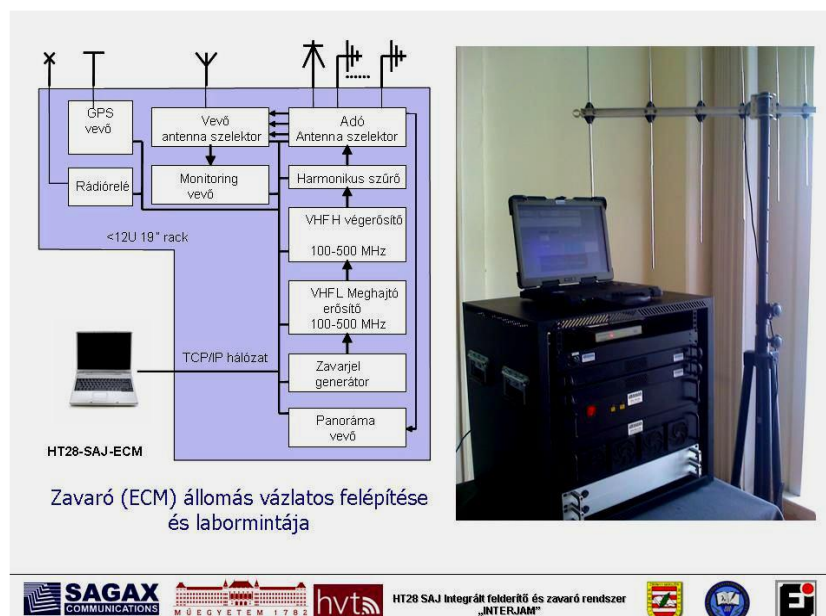 GPS
vevő
Vevő
antenna szelektor
Adó
Antenna szelektor
Rádiórelé
Monitoring
vevő
Harmonikus szűrő
<12U 19" rack
VHFH végerősítő
100-500 MHz
VHFL Meghajtó
erősítő
100-500 MHz
TCP/IP hálózat
Zavarjel
generátor
Panoráma
vevő
HT28-SAJ-ECM
Zavaró (ECM) állomás vázlatos felépítése
és labormintája
SAGAX
COMMUNICATIONS
MŰEGYETEM 1782
hvt
HT28 SAJ Integrált felderítő és zavaró rendszer
„INTERJAM”